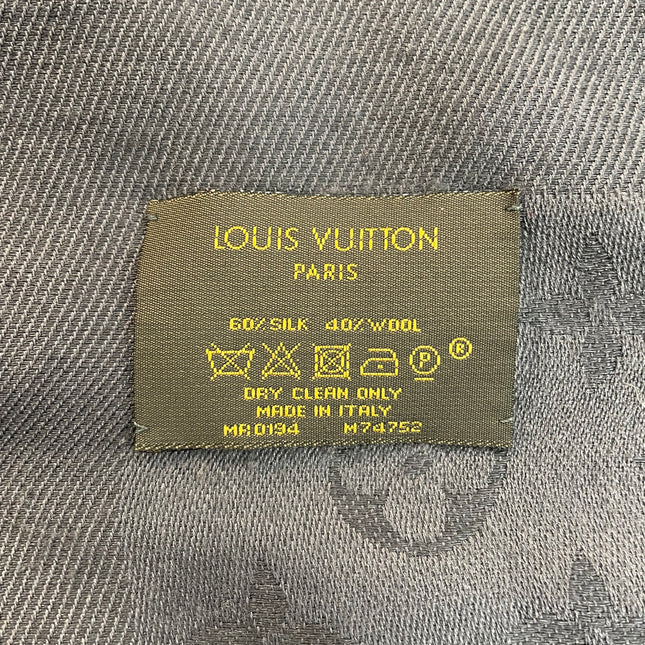 LOUIS VUITTON
PARIS
60% SILK 40% WOOL
P ®
DRY CLEAN ONLY
MADE IN ITALY
MR0194 M74752